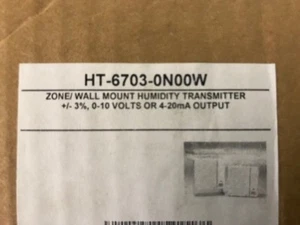 HT-6703-0N00W
ZONE/ WALL MOUNT HUMIDITY TRANSMITTER
+/- 3%, 0-10 VOLTS OR 4-20mA OUTPUT